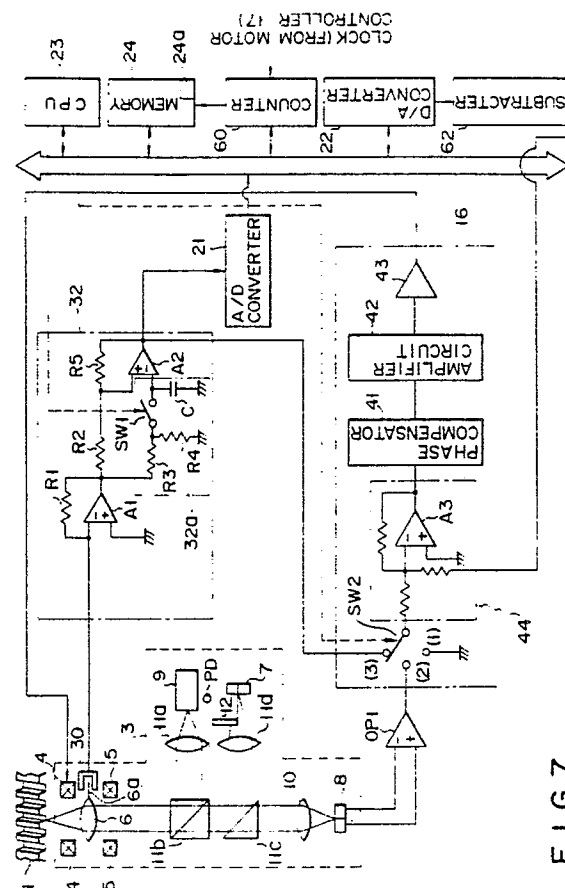 CLOCK (FROM MOTOR
CONTROLLER 17)
23
CPU
24
24a
MEMORY
60
COUNTER
22
D/A
CONVERTER
62
SUBTRACTER
21
A/D
CONVERTER
16
32
R5
A2
R2
SW1
C
R1
R3
R4
A1
32a
43
42
AMPLIFIER
CIRCUIT
41
PHASE
COMPENSATOR
A3
SW2
44
(3)
(2)
(1)
OP1
30
4
5
6a
6
4
5
1
3
9
11a
PD
12
7
11d
11b
11c
10
8
FIG. 7